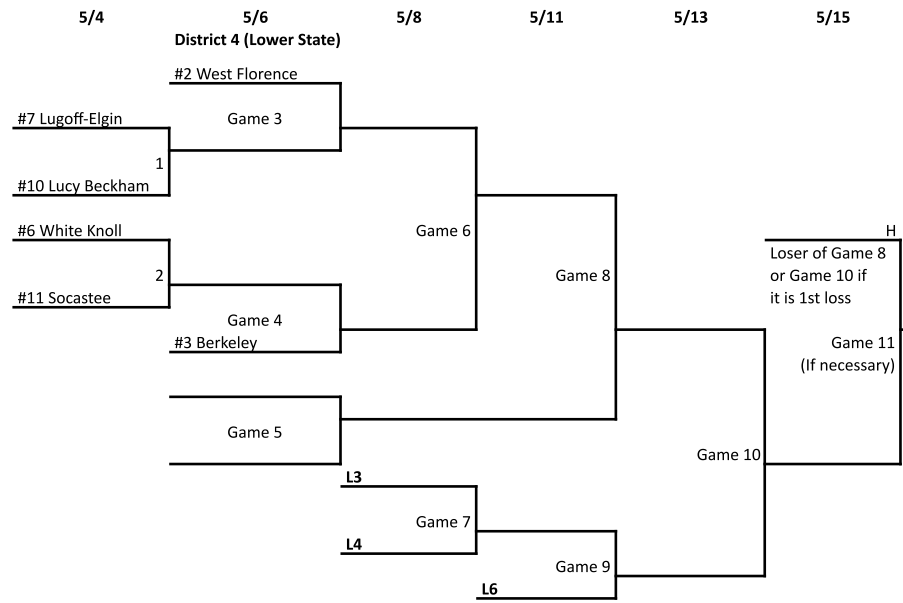 5/4 5/6 5/8 5/11 5/13 5/15
District 4 (Lower State)
#2 West Florence
#7 Lugoff-Elgin
Game 3
1
#10 Lucy Beckham
#6 White Knoll
Game 6
H
2
Game 8
Loser of Game 8
or Game 10 if
it is 1st loss
#11 Socastee
Game 4
#3 Berkeley
Game 11
(If necessary)
Game 5
Game 10
L3
Game 7
L4
Game 9
L6